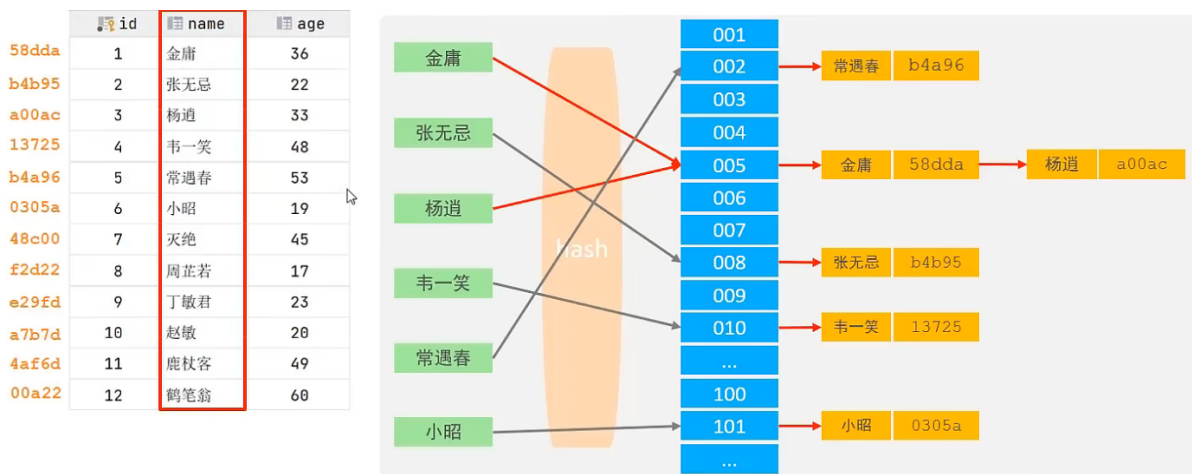 id name age
58dda 1 金庸 36
b4b95 2 张无忌 22
a00ac 3 杨逍 33
13725 4 韦一笑 48
b4a96 5 常遇春 53
0305a 6 小昭 19
48c00 7 灭绝 45
f2d22 8 周芷若 17
e29fd 9 丁敏君 23
a7b7d 10 赵敏 20
4af6d 11 鹿杖客 49
00a22 12 鹤笔翁 60
金庸
张无忌
杨逍
韦一笑
常遇春
小昭
hash
001
002 常遇春 b4a96
003
004
005 金庸 58dda 杨逍 a00ac
006
007
008 张无忌 b4b95
009
010 韦一笑 13725
...
100
101 小昭 0305a
...